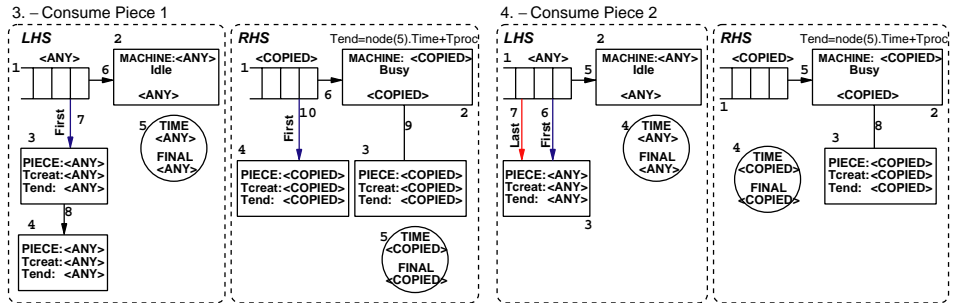 3. – Consume Piece 1
LHS
<ANY>
1
6
2
MACHINE:<ANY>
Idle
<ANY>
First
7
5
TIME
<ANY>
FINAL
<ANY>
3
PIECE:<ANY>
Tcreat:<ANY>
Tend: <ANY>
8
4
PIECE:<ANY>
Tcreat:<ANY>
Tend: <ANY>
RHS
Tend=node(5).Time+Tproc
<COPIED>
1
6
MACHINE: <COPIED>
Busy
<COPIED>
2
First
10
9
4
PIECE:<COPIED>
Tcreat:<COPIED>
Tend: <COPIED>
3
PIECE:<COPIED>
Tcreat:<COPIED>
Tend: <COPIED>
5
TIME
<COPIED>
FINAL
<COPIED>
4. – Consume Piece 2
LHS
<ANY>
1
5
2
MACHINE:<ANY>
Idle
<ANY>
7
Last
6
First
4
TIME
<ANY>
FINAL
<ANY>
PIECE:<ANY>
Tcreat:<ANY>
Tend: <ANY>
3
RHS
Tend=node(5).Time+Tproc
<COPIED>
1
5
MACHINE: <COPIED>
Busy
<COPIED>
2
8
4
TIME
<COPIED>
FINAL
<COPIED>
3
PIECE:<COPIED>
Tcreat:<COPIED>
Tend: <COPIED>